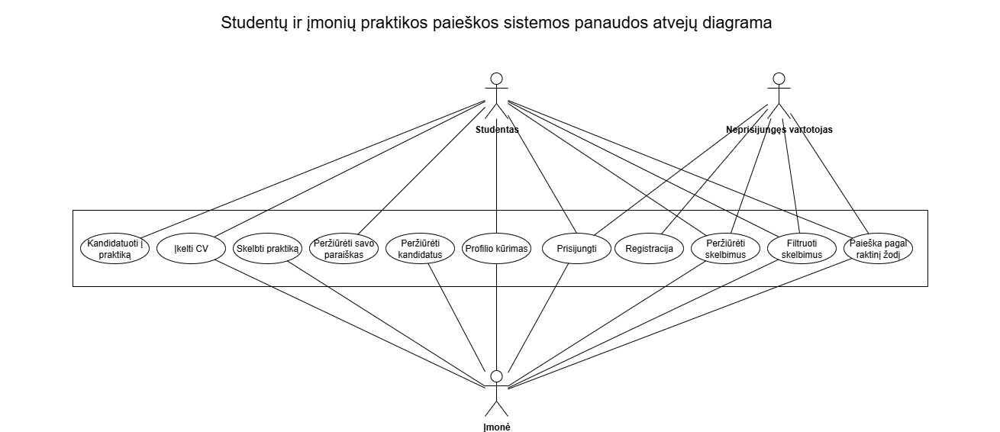 Studentų ir įmonių praktikos paieškos sistemos panaudos atvejų diagrama
Studentas
Neprisijungęs vartotojas
Kandidatuoti į
praktiką
Įkelti CV
Skelbti praktiką
Peržiūrėti savo
paraiškas
Peržiūrėti
kandidatus
Profilio kūrimas
Prisijungti
Registracija
Peržiūrėti
skelbimus
Filtruoti
skelbimus
Paieška pagal
raktinį žodį
Įmonė